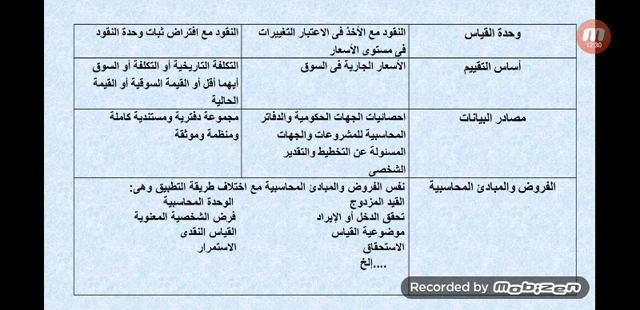 وحدة القياس
النقود مع الأخذ فى الاعتبار التغييرات
فى مستوى الأسعار
النقود مع افتراض ثبات وحدة النقود
أساس التقييم
الأسعار الجارية فى السوق
التكلفة التاريخية أو التكلفة أو السوق
أيهما أقل أو القيمة السوقية أو القيمة
الحالية
مصادر البيانات
احصائيات الجهات الحكومية والدفاتر
المحاسبية للمشروعات والجهات
المسئولة عن التخطيط والتقدير
الشخصى
مجموعة دفترية ومستندية كاملة
ومنظمة وموثقة
الفروض والمبادئ المحاسبية
نفس الفروض والمبادئ المحاسبية مع اختلاف طريقة التطبيق وهى:
القيد المزدوج
الوحدة المحاسبية
تحقق الدخل أو الإيراد
فرض الشخصية المعنوية
موضوعية القياس
القياس النقدى
الاستحقاق
الاستمرار
....إلخ
12:30
Recorded by Mobizen